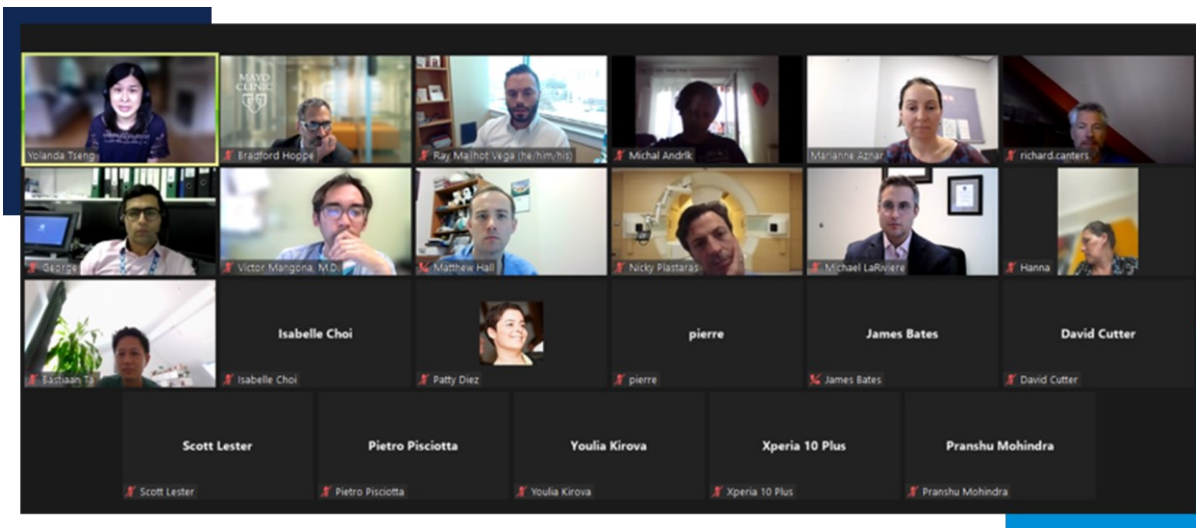 Yolanda Tseng
MAYO
CLINIC
Bradford Hoppe
Ray Mailhot Vega (he/him/his)
Michal Andrlk
Marianne Aznar
richard.canters
George
Victor Mangona, M.D.
Matthew Hall
Nicky Plastaras
Michael LaRiviere
Hanna
Bastiaan Ta
Isabelle Choi
Isabelle Choi
Patty Diez
pierre
pierre
James Bates
James Bates
David Cutter
David Cutter
Scott Lester
Scott Lester
Pietro Pisciotta
Pietro Pisciotta
Youlia Kirova
Youlia Kirova
Xperia 10 Plus
Xperia 10 Plus
Pranshu Mohindra
Pranshu Mohindra